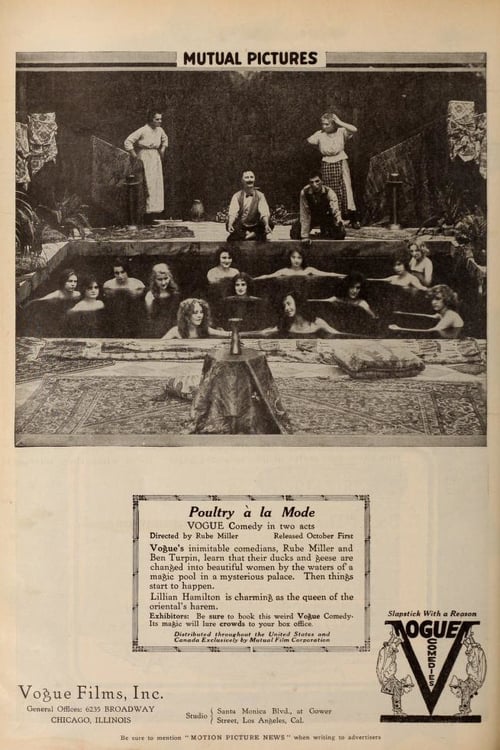 MUTUAL PICTURES
Poultry à la Mode
VOGUE Comedy in two acts
Directed by Rube Miller Released October First
Vogue's inimitable comedians, Rube Miller and
Ben Turpin, learn that their ducks and geese are
changed into beautiful women by the waters of a
magic pool in a mysterious palace. Then things
start to happen.
Lillian Hamilton is charming as the queen of the
oriental's harem.
Exhibitors: Be sure to book this weird Vogue Comedy-
Its magic will lure crowds to your box office.
Distributed throughout the United States and
Canada Exclusively by Mutual Film Corporation
Slapstick With a Reason
VOGUE
COMEDIES
Vogue Films, Inc.
General Offices: 6235 BROADWAY
CHICAGO, ILLINOIS
Studio { Santa Monica Blvd., at Gower
Street, Los Angeles, Cal.
Be sure to mention "MOTION PICTURE NEWS" when writing to advertisers